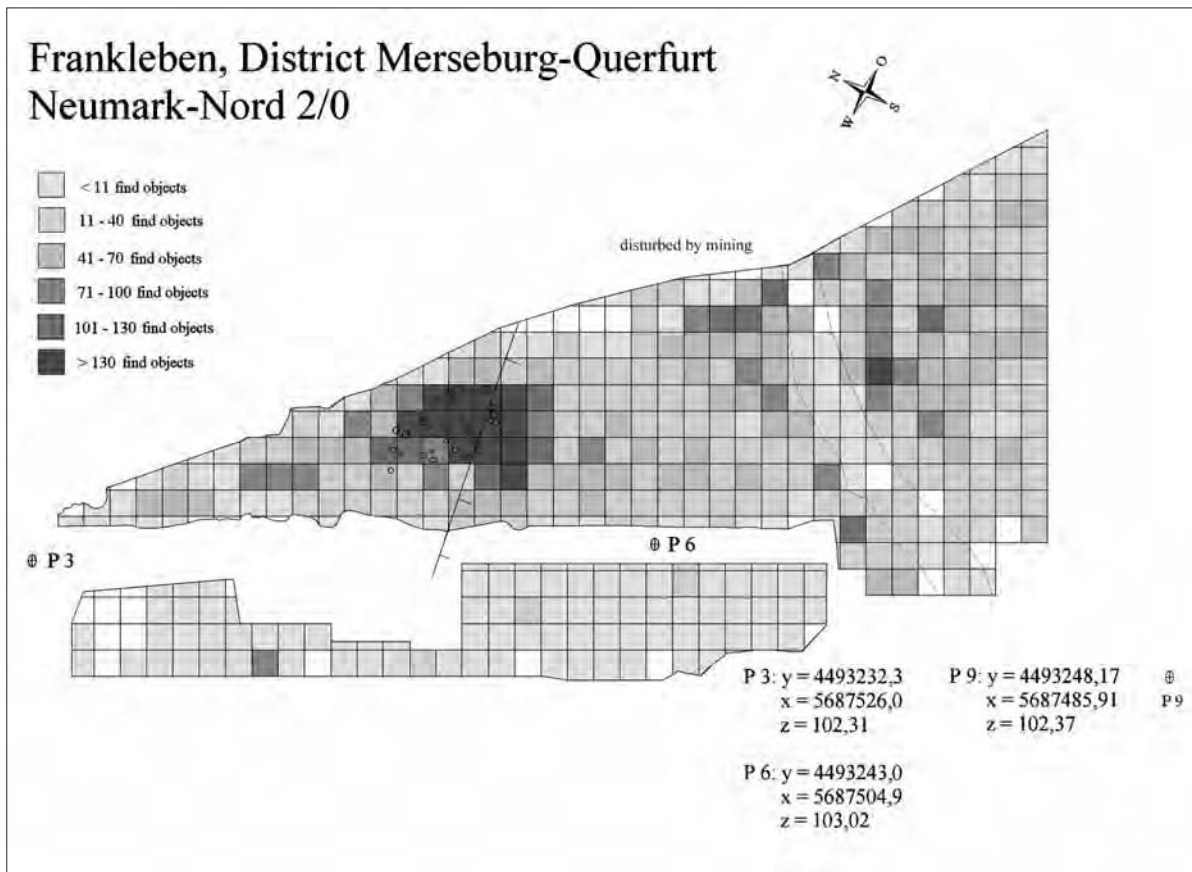 Frankleben, District Merseburg-Querfurt
Neumark-Nord 2/0
N
O
W
S
< 11 find objects
11 - 40 find objects
41 - 70 find objects
71 - 100 find objects
101 - 130 find objects
> 130 find objects
disturbed by mining
P 3
P 6
P 3: y = 4493232,3
x = 5687526,0
z = 102,31
P 9: y = 4493248,17
x = 5687485,91
z = 102,37
P 9
P 6: y = 4493243,0
x = 5687504,9
z = 103,02